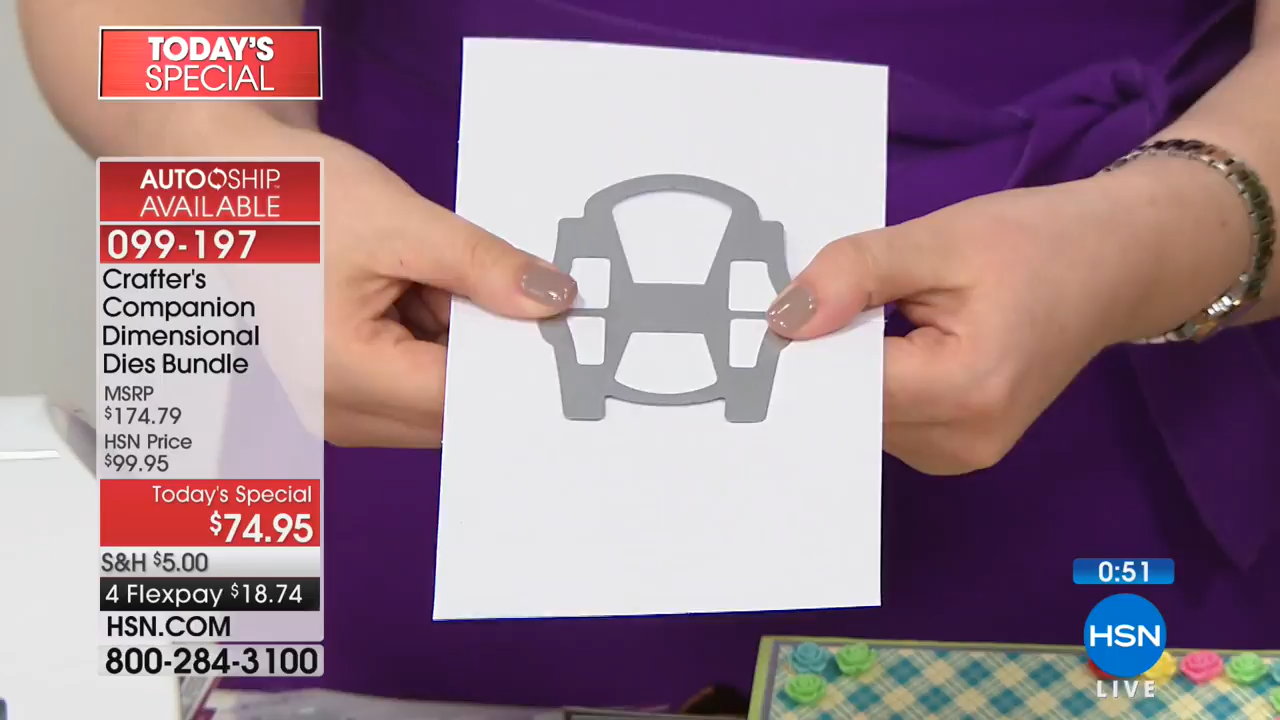 TODAY'S
SPECIAL
AUTOSHIP™
AVAILABLE
099-197
Crafter's
Companion
Dimensional
Dies Bundle
MSRP
$174.79
HSN Price
$99.95
Today's Special
$74.95
S&H $5.00
4 Flexpay $18.74
HSN.COM
800-284-3100
0:51
HSN
LIVE